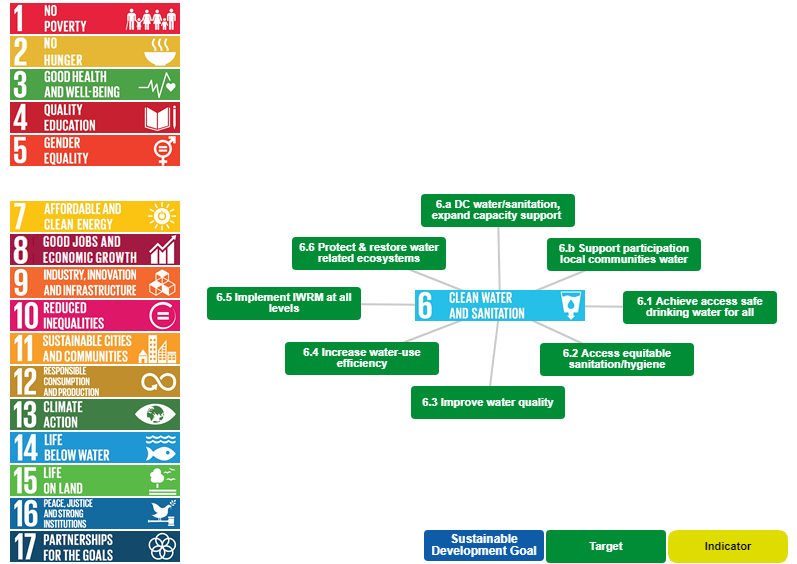 1 NO
POVERTY
2 NO
HUNGER
3 GOOD HEALTH
AND WELL-BEING
4 QUALITY
EDUCATION
5 GENDER
EQUALITY
7 AFFORDABLE AND
CLEAN ENERGY
8 GOOD JOBS AND
ECONOMIC GROWTH
9 INDUSTRY, INNOVATION
AND INFRASTRUCTURE
10 REDUCED
INEQUALITIES
11 SUSTAINABLE CITIES
AND COMMUNITIES
12 RESPONSIBLE
CONSUMPTION
AND PRODUCTION
13 CLIMATE
ACTION
14 LIFE
BELOW WATER
15 LIFE
ON LAND
16 PEACE, JUSTICE
AND STRONG
INSTITUTIONS
17 PARTNERSHIPS
FOR THE GOALS
6.a DC water/sanitation,
expand capacity support
6.6 Protect & restore water
related ecosystems
6.b Support participation
local communities water
6.5 Implement IWRM at all
levels
6 CLEAN WATER
AND SANITATION
6.1 Achieve access safe
drinking water for all
6.4 Increase water-use
efficiency
6.2 Access equitable
sanitation/hygiene
6.3 Improve water quality
Sustainable
Development Goal
Target
Indicator